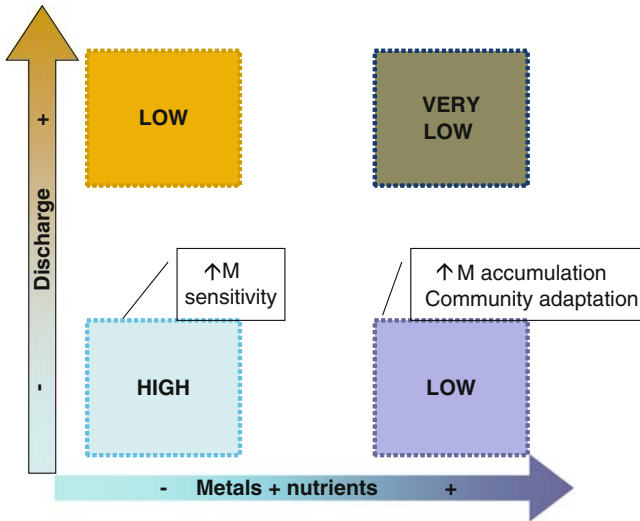 LOW
VERY
LOW
+
Discharge
-
↑M
sensitivity
↑ M accumulation
Community adaptation
HIGH
LOW
- Metals + nutrients +